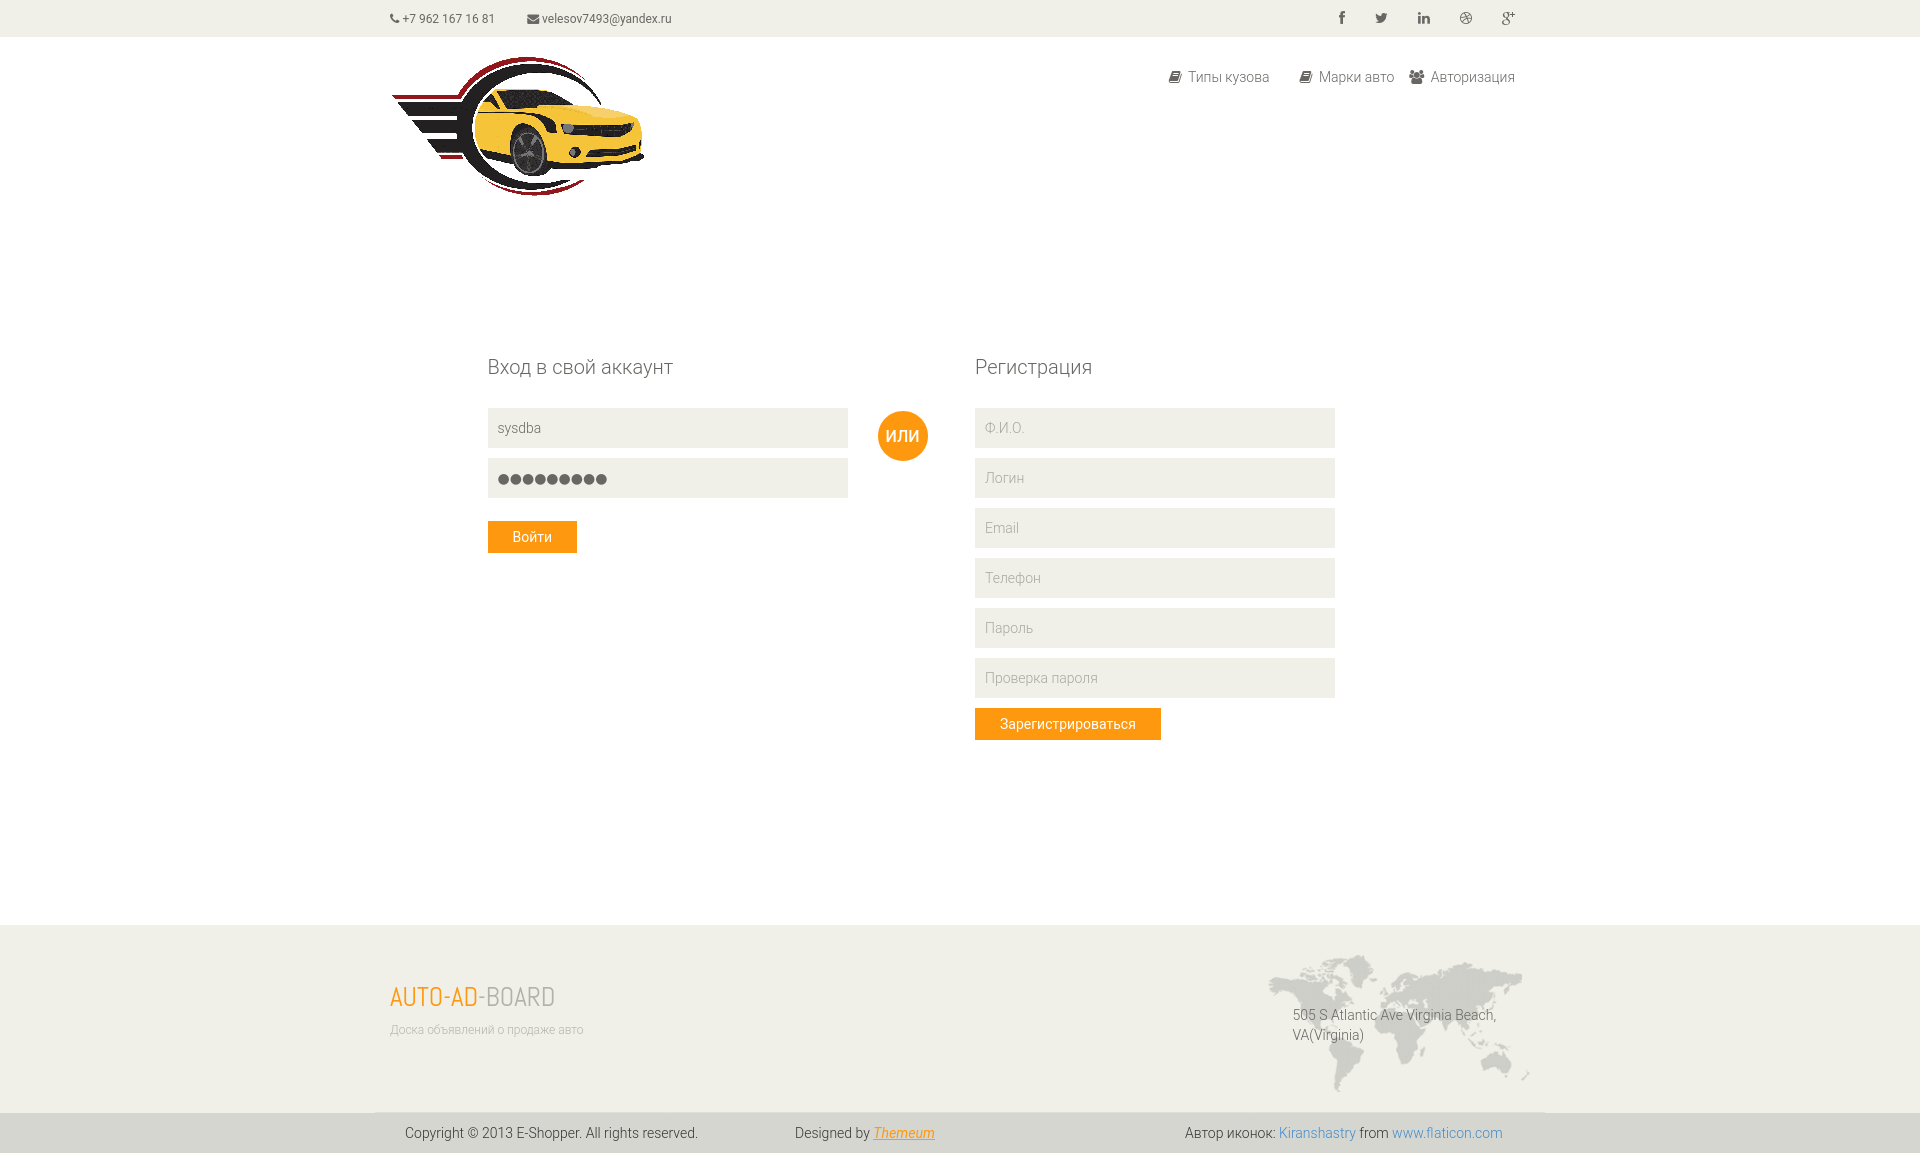 +7 962 167 16 81 velesov7493@yandex.ru
Типы кузова Марки авто Авторизация
Вход в свой аккаунт
sysdba
Войти
ИЛИ
Регистрация
Ф.И.О.
Логин
Email
Телефон
Пароль
Проверка пароля
Зарегистрироваться
AUTO-AD-BOARD
Доска объявлений о продаже авто
505 S Atlantic Ave Virginia Beach,
VA(Virginia)
Copyright © 2013 E-Shopper. All rights reserved. Designed by Themeum Автор иконок: Kiranshastry from www.flaticon.com